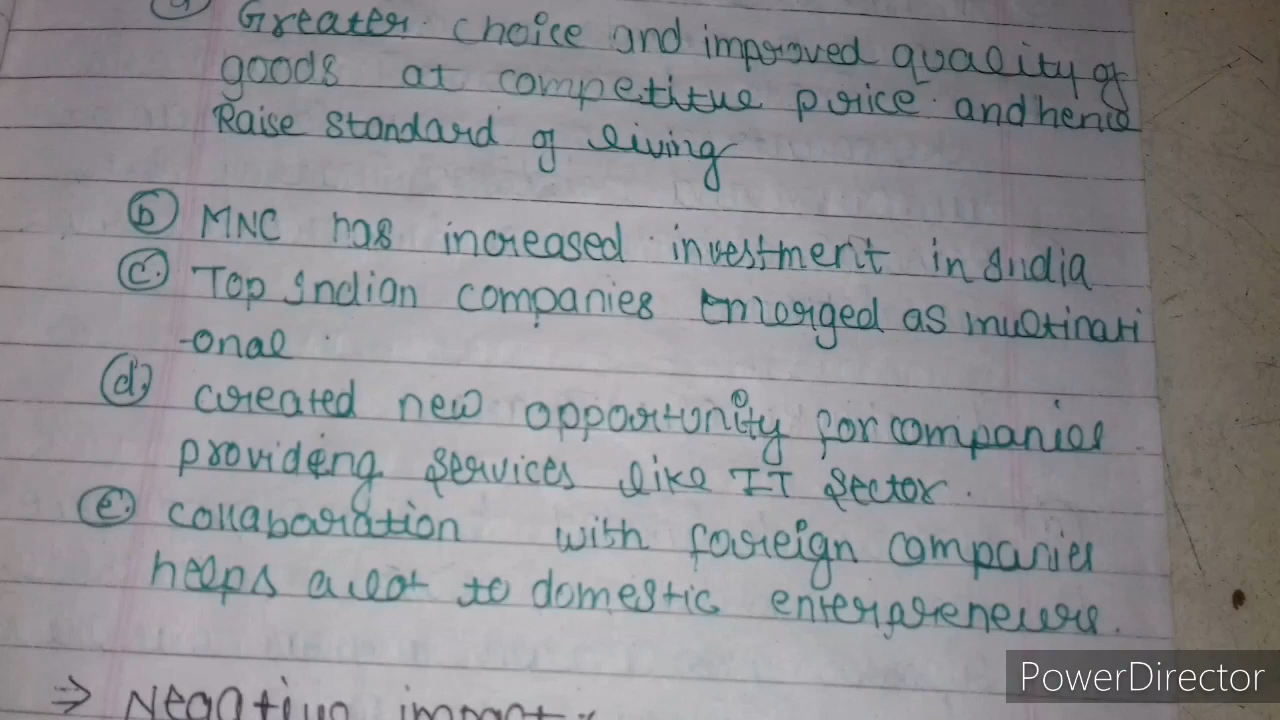 a) Greater choice and improved quality of
goods at competitive price and hence
Raise standard of living
b) MNC has increased investment in India
c) Top Indian companies emerged as multinati
-onal
d) created new opportunity for companies
providing services like IT sector.
e) collaboration with foreign companies
helps a lot to domestic enterpreneurs.
⇒ Negative impact:
PowerDirector